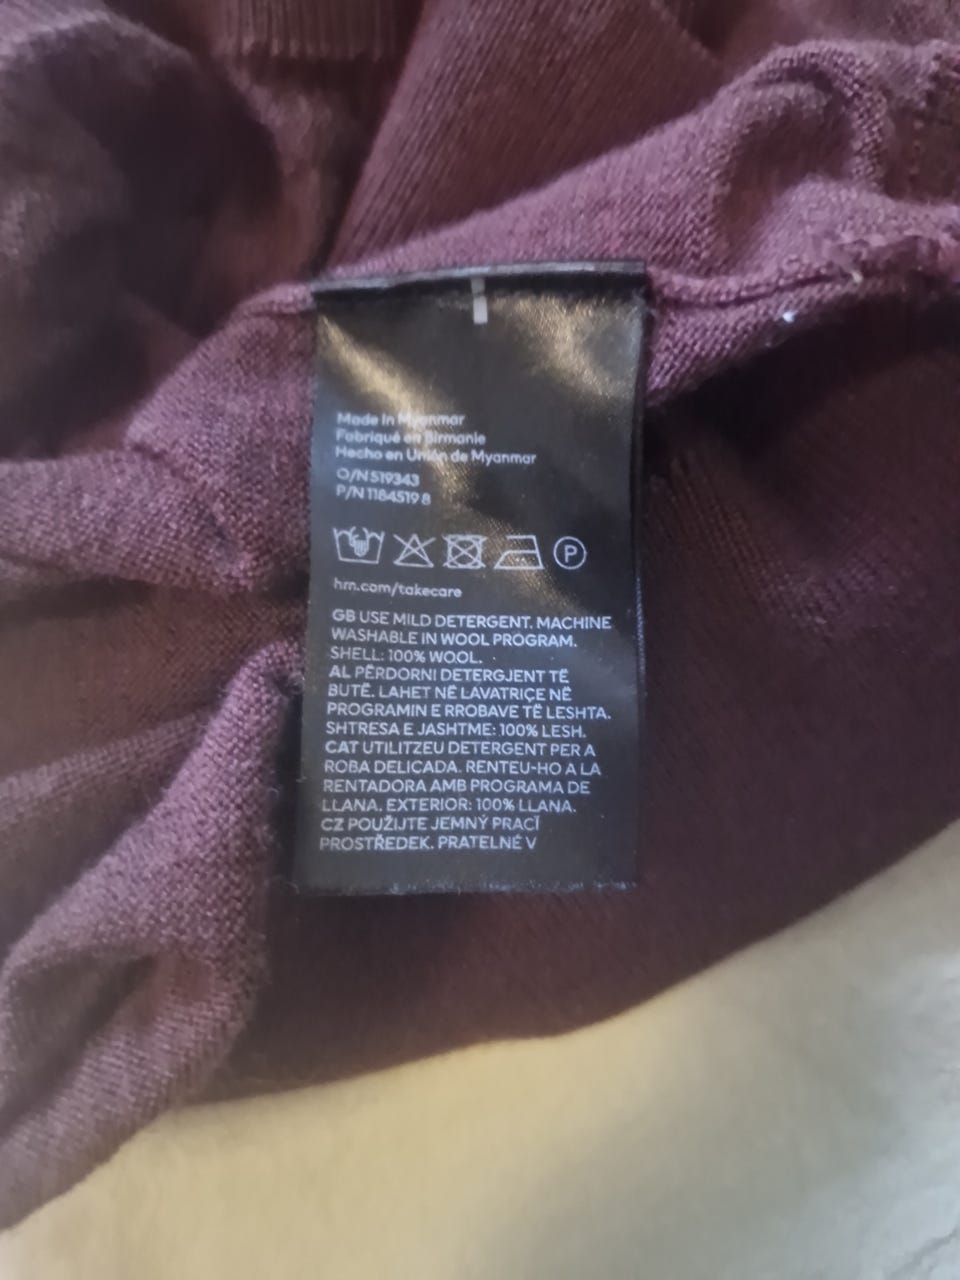 Made in Myanmar
Fabriqué en Birmanie
Hecho en Unión de Myanmar
O/N 519343
P/N 1184519 8
P
hm.com/takecare
GB USE MILD DETERGENT. MACHINE
WASHABLE IN WOOL PROGRAM.
SHELL: 100% WOOL.
AL PËRDORNI DETERGJENT TË
BUTË. LAHET NË LAVATRIÇE NË
PROGRAMIN E RROBAVE TË LESHTA.
SHTRESA E JASHTME: 100% LESH.
CAT UTILITZEU DETERGENT PER A
ROBA DELICADA. RENTEU-HO A LA
RENTADORA AMB PROGRAMA DE
LLANA. EXTERIOR: 100% LLANA.
CZ POUŽIJTE JEMNÝ PRACÍ
PROSTŘEDEK. PRATELNÉ V